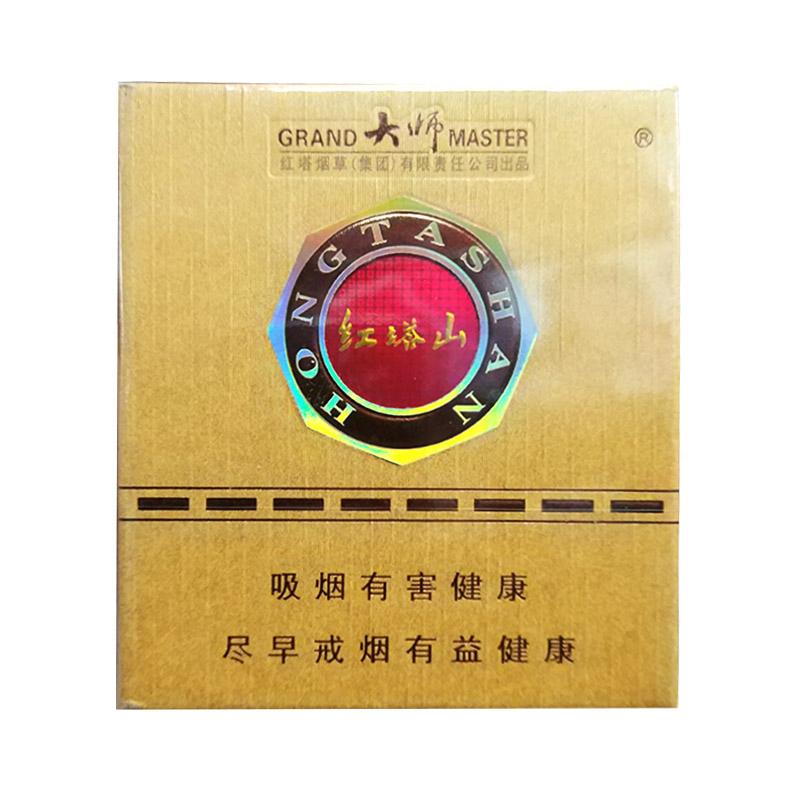 GRAND 大师 MASTER
®
红塔烟草(集团)有限责任公司出品
HONGTASHAN
红塔山
吸烟有害健康
尽早戒烟有益健康